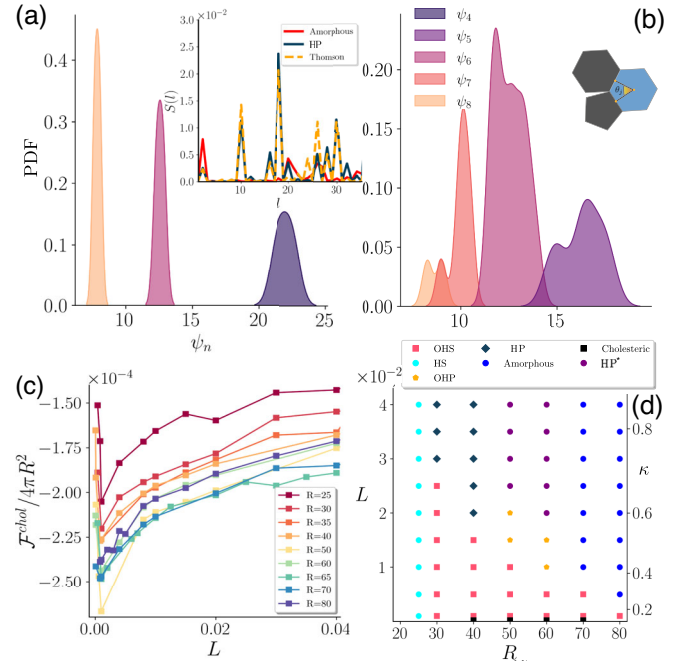 (a)
PDF
0.4
0.3
0.2
0.1
0.0
10
15
20
25
ψn
×10⁻²
3.0
2.5
2.0
1.5
1.0
0.5
0.0
S(l)
10
20
30
l
Amorphous
HP
Thomson
(b)
ψ4
ψ5
ψ6
ψ7
ψ8
0.20
0.15
0.10
0.05
0.00
10
15
(c)
×10⁻⁴
−1.50
−1.75
−2.00
−2.25
−2.50
𝓕^chol/4πR²
0.00
0.02
0.04
L
R=25
R=30
R=35
R=40
R=50
R=60
R=65
R=70
R=80
OHS
HS
OHP
HP
Amorphous
Cholesteric
HP*
×10⁻²
(d)
4
3
2
1
L
0.8
κ
0.6
0.4
0.2
20
30
40
50
60
70
80
R